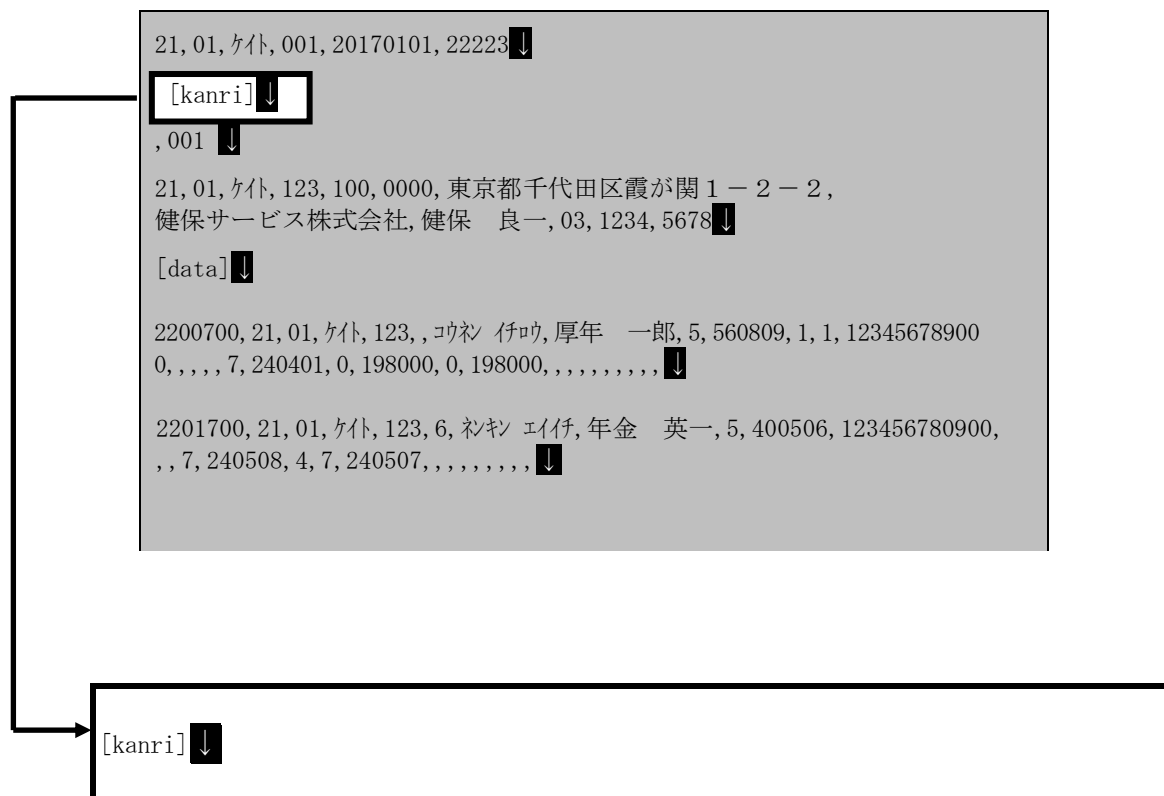 21,01,ｹｲﾄ,001,20170101,22223↓
[kanri]↓
,001 ↓
21,01,ｹｲﾄ,123,100,0000,東京都千代田区霞が関１－２－２,
健保サービス株式会社,健保　良一,03,1234,5678↓
[data]↓
2200700,21,01,ｹｲﾄ,123,,ｺｳﾈﾝ ｲﾁﾛｳ,厚年　一郎,5,560809,1,1,12345678900
0,,,,,7,240401,0,198000,0,198000,,,,,,,,,,↓
2201700,21,01,ｹｲﾄ,123,6,ﾈﾝｷﾝ ｴｲｲﾁ,年金　英一,5,400506,123456780900,
,,7,240508,4,7,240507,,,,,,,,,↓
[kanri]↓